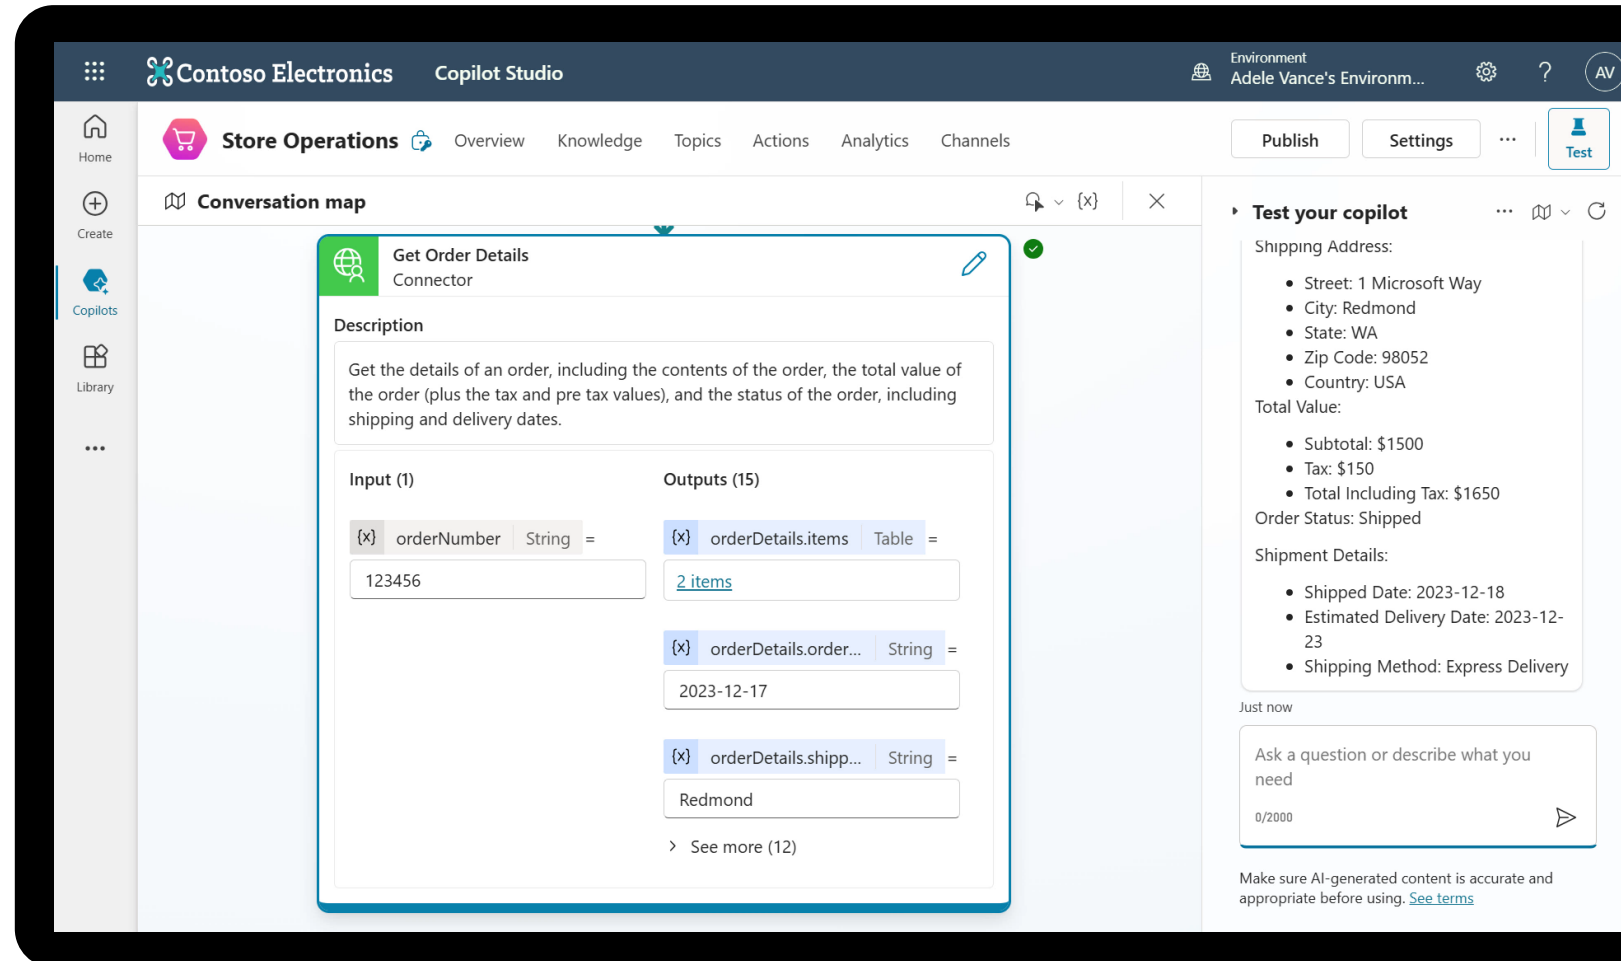 Contoso Electronics
Copilot Studio
Environment
Adele Vance's Environm...
?
AV
Home
Create
Copilots
Library
Store Operations
Overview
Knowledge
Topics
Actions
Analytics
Channels
Publish
Settings
Test
Conversation map
{x}
Get Order Details
Connector
Description
Get the details of an order, including the contents of the order, the total value of
the order (plus the tax and pre tax values), and the status of the order, including
shipping and delivery dates.
Input (1)
{x} orderNumber String =
123456
Outputs (15)
{x} orderDetails.items Table =
2 items
{x} orderDetails.order... String =
2023-12-17
{x} orderDetails.shipp... String =
Redmond
See more (12)
Test your copilot
Shipping Address:
• Street: 1 Microsoft Way
• City: Redmond
• State: WA
• Zip Code: 98052
• Country: USA
Total Value:
• Subtotal: $1500
• Tax: $150
• Total Including Tax: $1650
Order Status: Shipped
Shipment Details:
• Shipped Date: 2023-12-18
• Estimated Delivery Date: 2023-12-
23
• Shipping Method: Express Delivery
Just now
Ask a question or describe what you
need
0/2000
Make sure AI-generated content is accurate and
appropriate before using. See terms